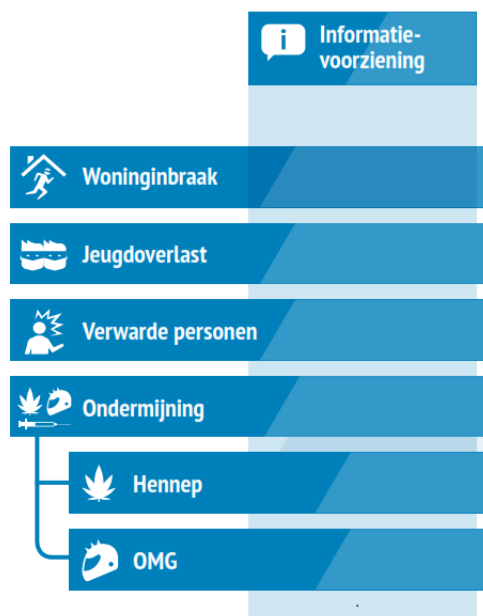 i
Informatie-
voorziening
Woninginbraak
Jeugdoverlast
Verwarde personen
Ondermijning
Hennep
OMG